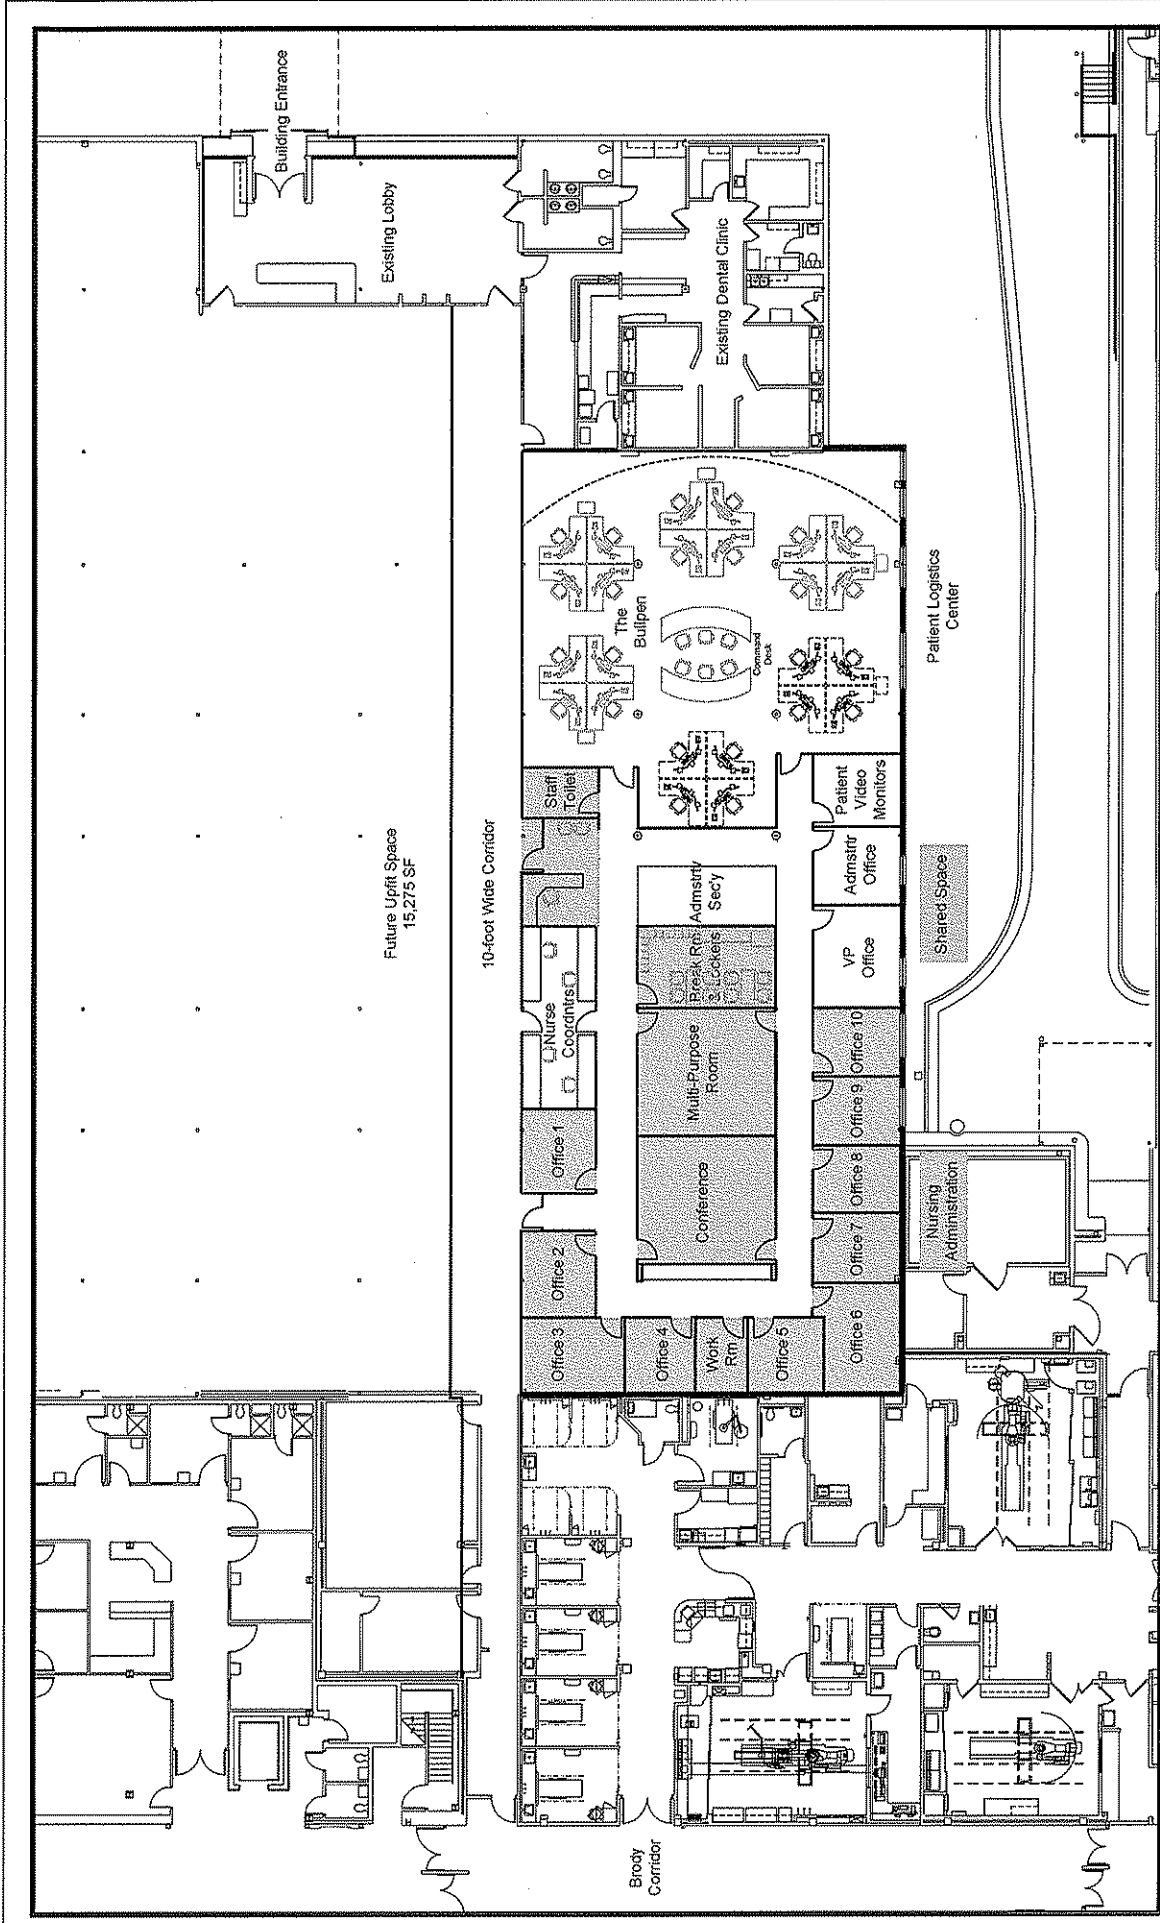 Building Entrance
Existing Lobby
Existing Dental Clinic
Future Upfit Space
15,275 SF
10-foot Wide Corridor
The
Bullpen
Command
Desk
Patient Logistics
Center
Staff
Toilet
Patient
Video
Monitors
Admstrtr
Office
Admstrtv
Sec'y
Shared Space
VP
Office
Break Rm
& Lockers
Nurse
Coordntrs
Multi-Purpose
Room
Office 10
Office 9
Office 1
Conference
Office 8
Office 7
Nursing
Administration
Office 2
Office 3
Office 4
Work
Rm
Office 5
Office 6
Brody
Corridor